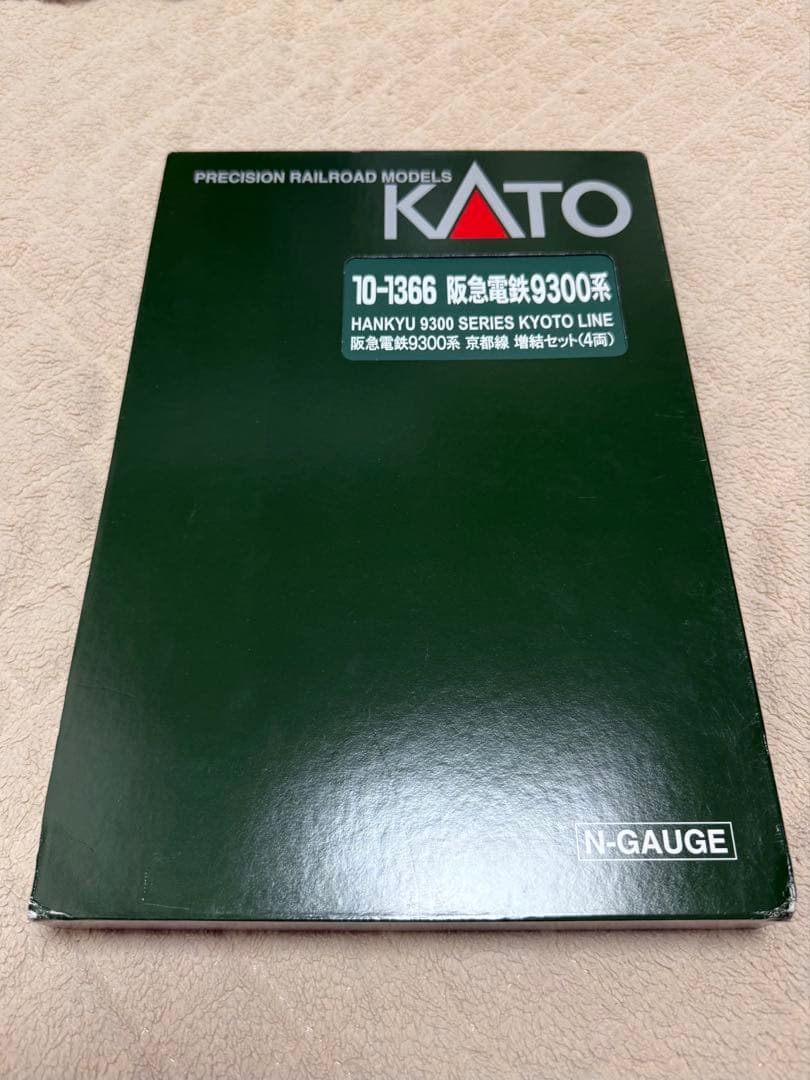 PRECISION RAILROAD MODELS
KATO
10-1366 阪急電鉄9300系
HANKYU 9300 SERIES KYOTO LINE
阪急電鉄9300系 京都線 増結セット(4両)
N-GAUGE